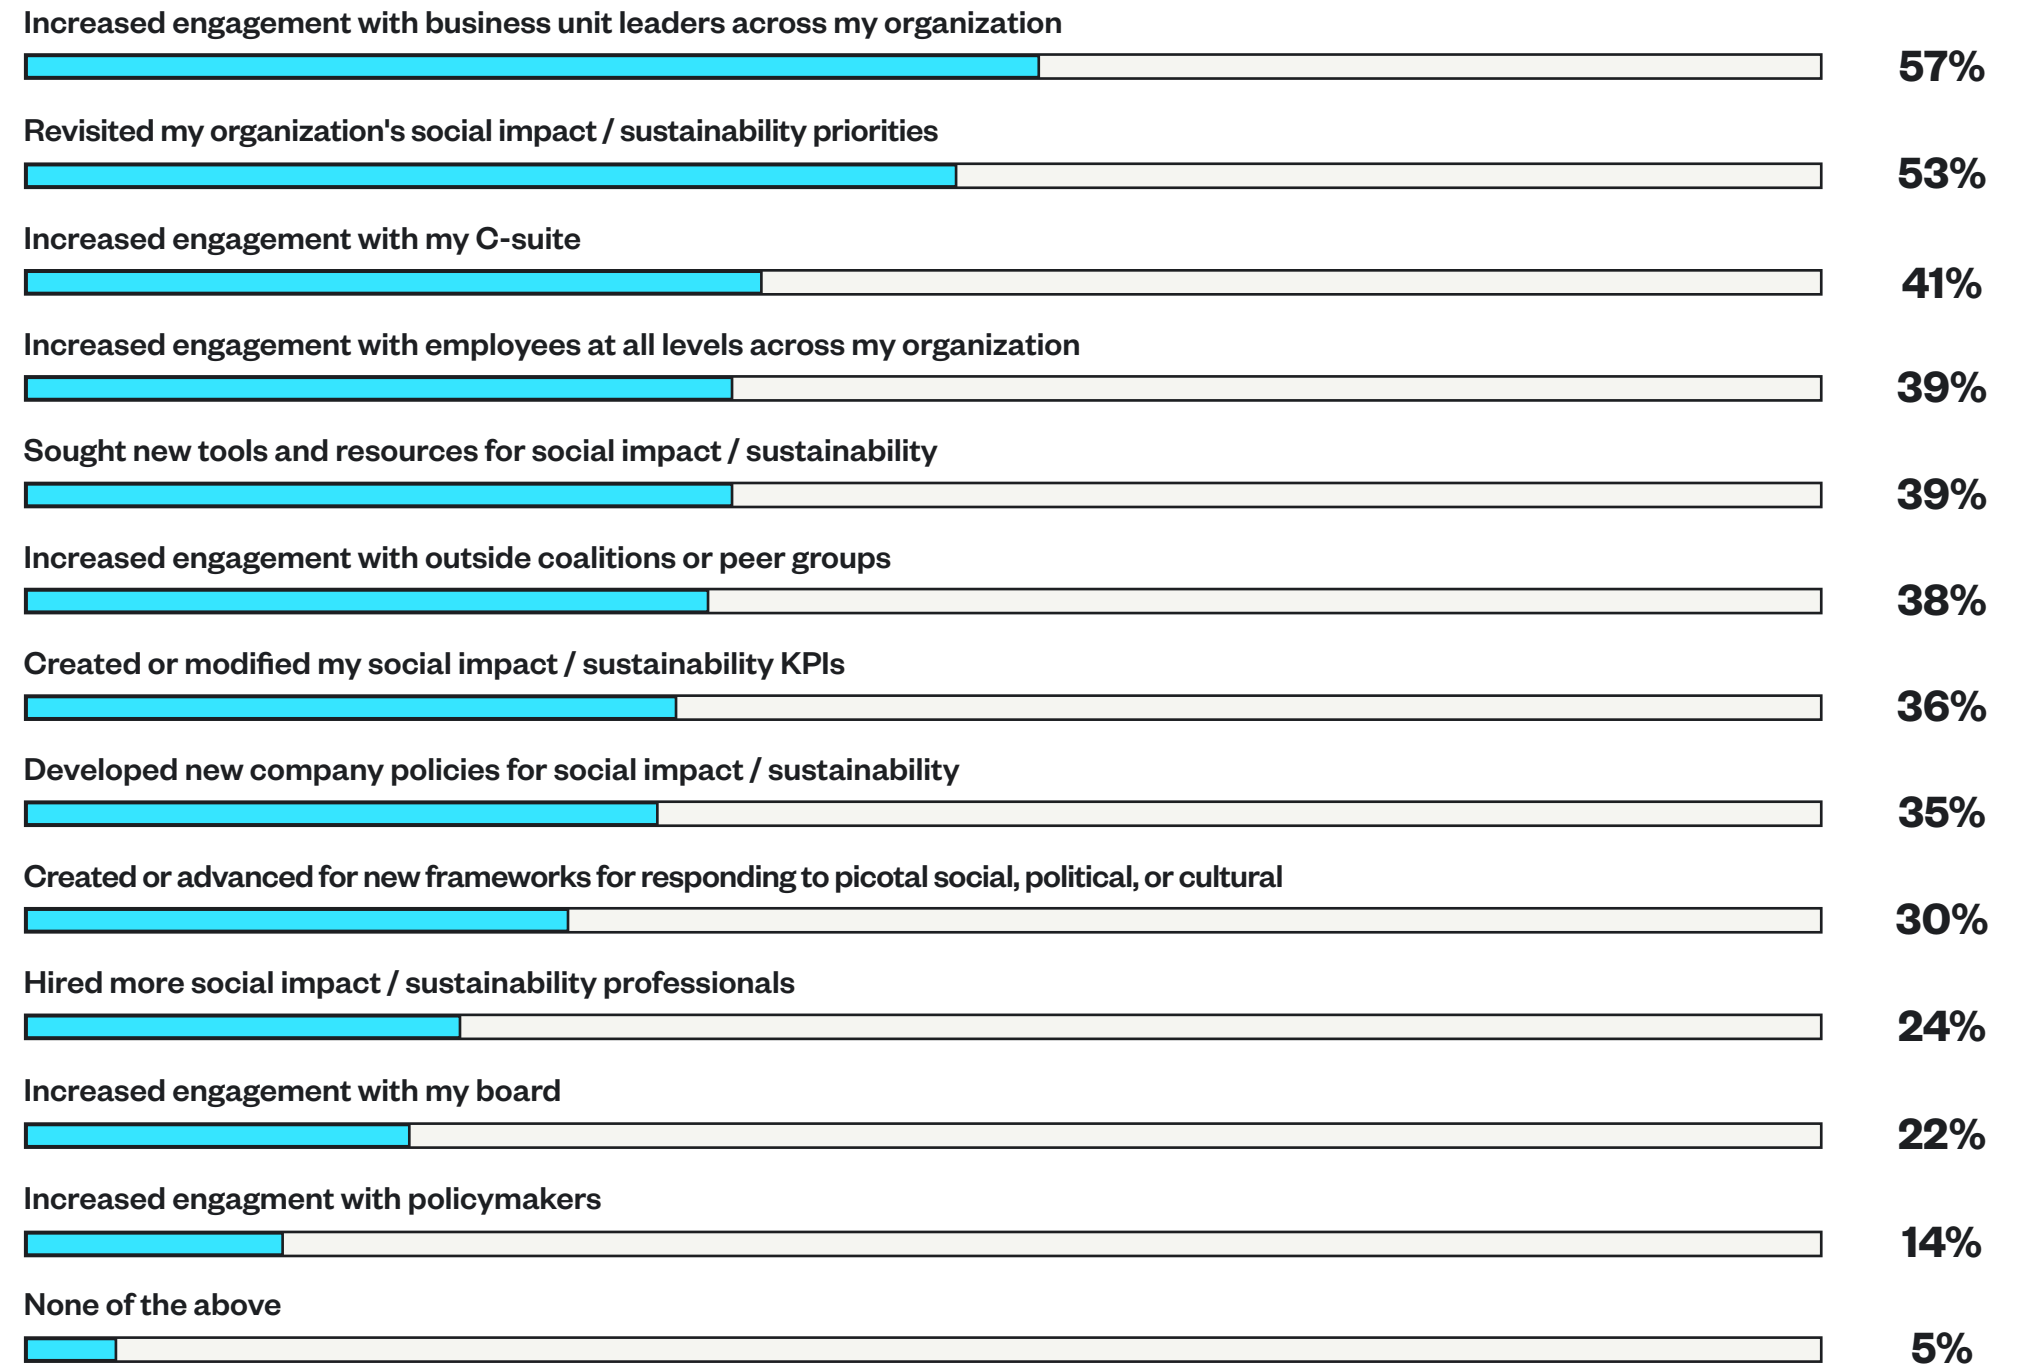 Increased engagement with business unit leaders across my organization
57%
Revisited my organization's social impact / sustainability priorities
53%
Increased engagement with my C-suite
41%
Increased engagement with employees at all levels across my organization
39%
Sought new tools and resources for social impact / sustainability
39%
Increased engagement with outside coalitions or peer groups
38%
Created or modified my social impact / sustainability KPIs
36%
Developed new company policies for social impact / sustainability
35%
Created or advanced for new frameworks for responding to picotal social, political, or cultural
30%
Hired more social impact / sustainability professionals
24%
Increased engagement with my board
22%
Increased engagment with policymakers
14%
None of the above
5%